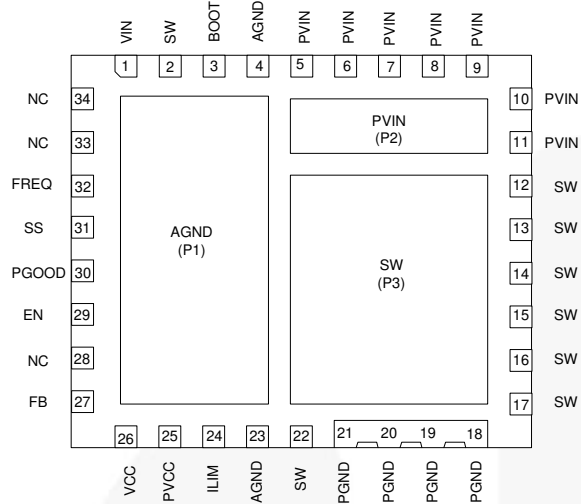 VIN
SW
BOOT
AGND
PVIN
PVIN
PVIN
PVIN
PVIN
1
2
3
4
5
6
7
8
9
NC 34
NC 33
FREQ 32
SS 31
PGOOD 30
EN 29
NC 28
FB 27
AGND
(P1)
PVIN
(P2)
SW
(P3)
10 PVIN
11 PVIN
12 SW
13 SW
14 SW
15 SW
16 SW
17 SW
26
25
24
23
22
21
20
19
18
VCC
PVCC
ILIM
AGND
SW
PGND
PGND
PGND
PGND